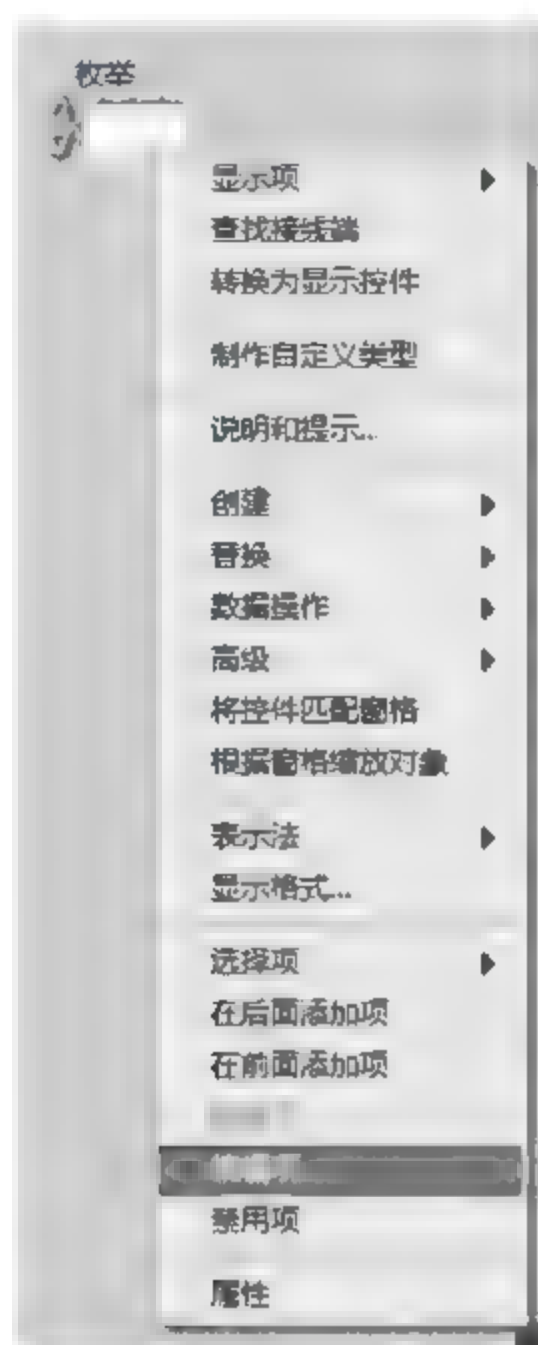 枚举
显示项
查找接线端
转换为显示控件
制作自定义类型
说明和提示...
创建
替换
数据操作
高级
将控件匹配窗格
根据窗格缩放对象
表示法
显示格式...
选择项
在后面添加项
在前面添加项
禁用项
属性